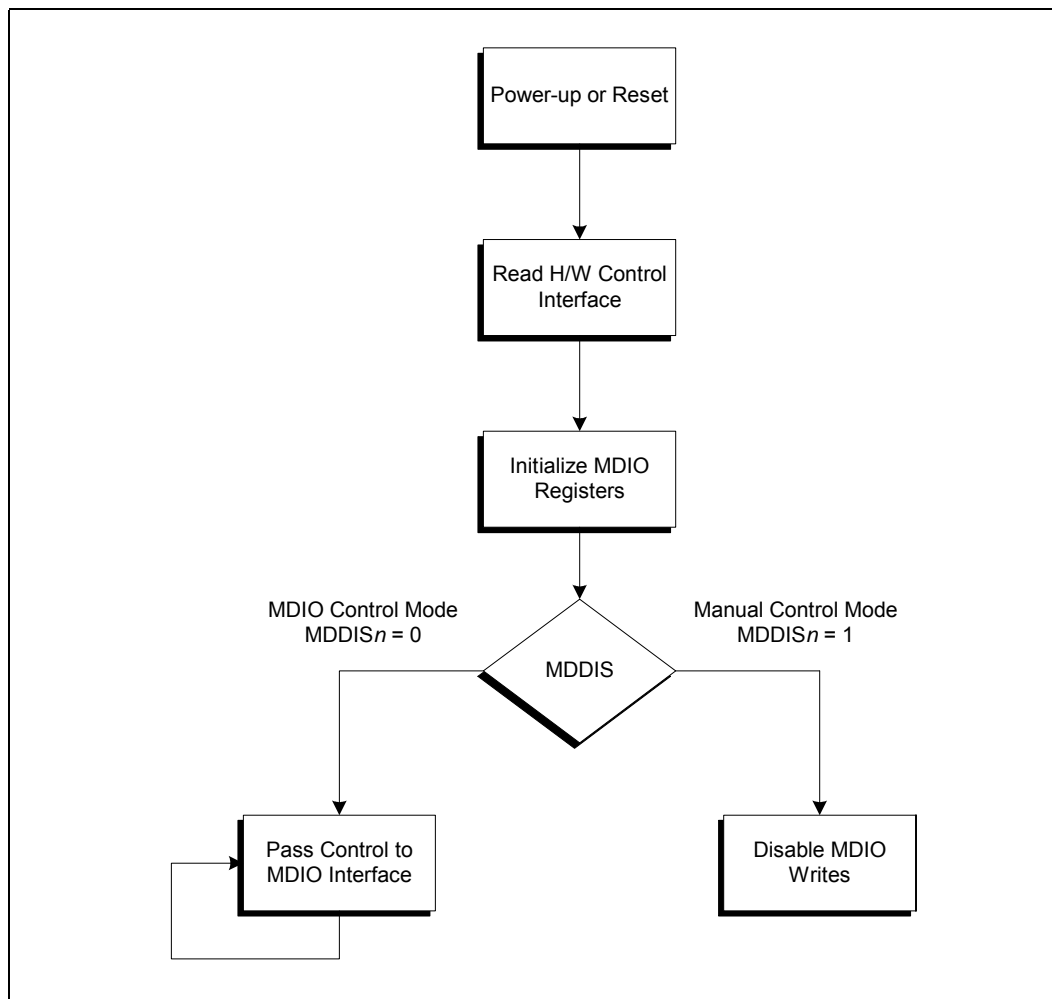 Power-up or Reset
Read H/W Control
Interface
Initialize MDIO
Registers
MDIO Control Mode
MDDISn = 0
Manual Control Mode
MDDISn = 1
MDDIS
Pass Control to
MDIO Interface
Disable MDIO
Writes